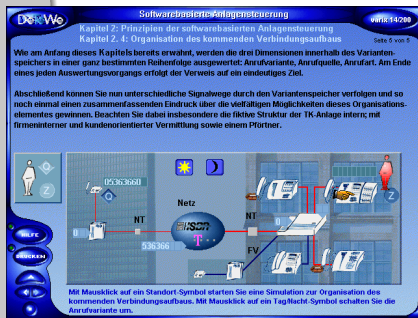 Softwarebasierte Anlagensteuerung
varix 14/200
Kapitel 2: Prinzipien der softwarebasierten Anlagensteuerung
Kapitel 2. 4: Organisation des kommenden Verbindungsaufbaus
Seite 5 von 5
Wie am Anfang dieses Kapitels bereits erwähnt, werden die drei Dimensionen innerhalb des Varianten-
speichers in einer ganz bestimmten Reihenfolge ausgewertet: Anrufvariante, Anrufquelle, Anrufart. Am Ende
eines jeden Auswertungsvorgangs erfolgt der Verweis auf ein eindeutiges Ziel.
Abschließend können Sie nun unterschiedliche Signalwege durch den Variantenspeicher verfolgen und so
noch einmal einen zusammenfassenden Eindruck über die vielfältigen Möglichkeiten dieses Organisations-
elementes gewinnen. Beachten Sie dabei insbesondere die fiktive Struktur der TK-Anlage intern; mit
firmeninterner und kundenorientierter Vermittlung sowie einem Pförtner.
Q
Z
05363660
Q
Netz
NT
ISDN
T
NT
0
536366
FV
Z
HILFE
DRUCKEN
Mit Mausklick auf ein Standort-Symbol starten Sie eine Simulation zur Organisation des
kommenden Verbindungsaufbaus. Mit Mausklick auf ein Tag/Nacht-Symbol schalten Sie die
Anrufvariante um.